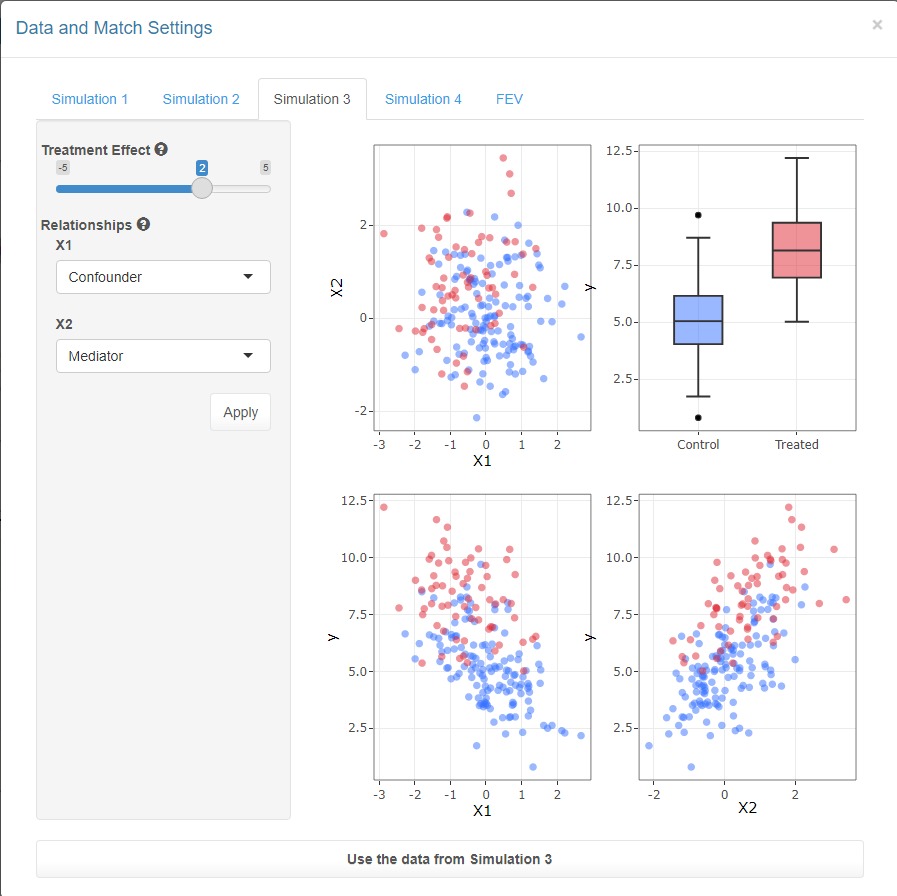 Data and Match Settings ×
Simulation 1 Simulation 2 Simulation 3 Simulation 4 FEV
Treatment Effect ?
-5 2 5
Relationships ?
X1
Confounder
X2
Mediator
Apply
X2
2
0
-2
-3 -2 -1 0 1 2
X1
y
12.5
10.0
7.5
5.0
2.5
Control Treated
y
12.5
10.0
7.5
5.0
2.5
-3 -2 -1 0 1 2
X1
y
12.5
10.0
7.5
5.0
2.5
-2 0 2
X2
Use the data from Simulation 3